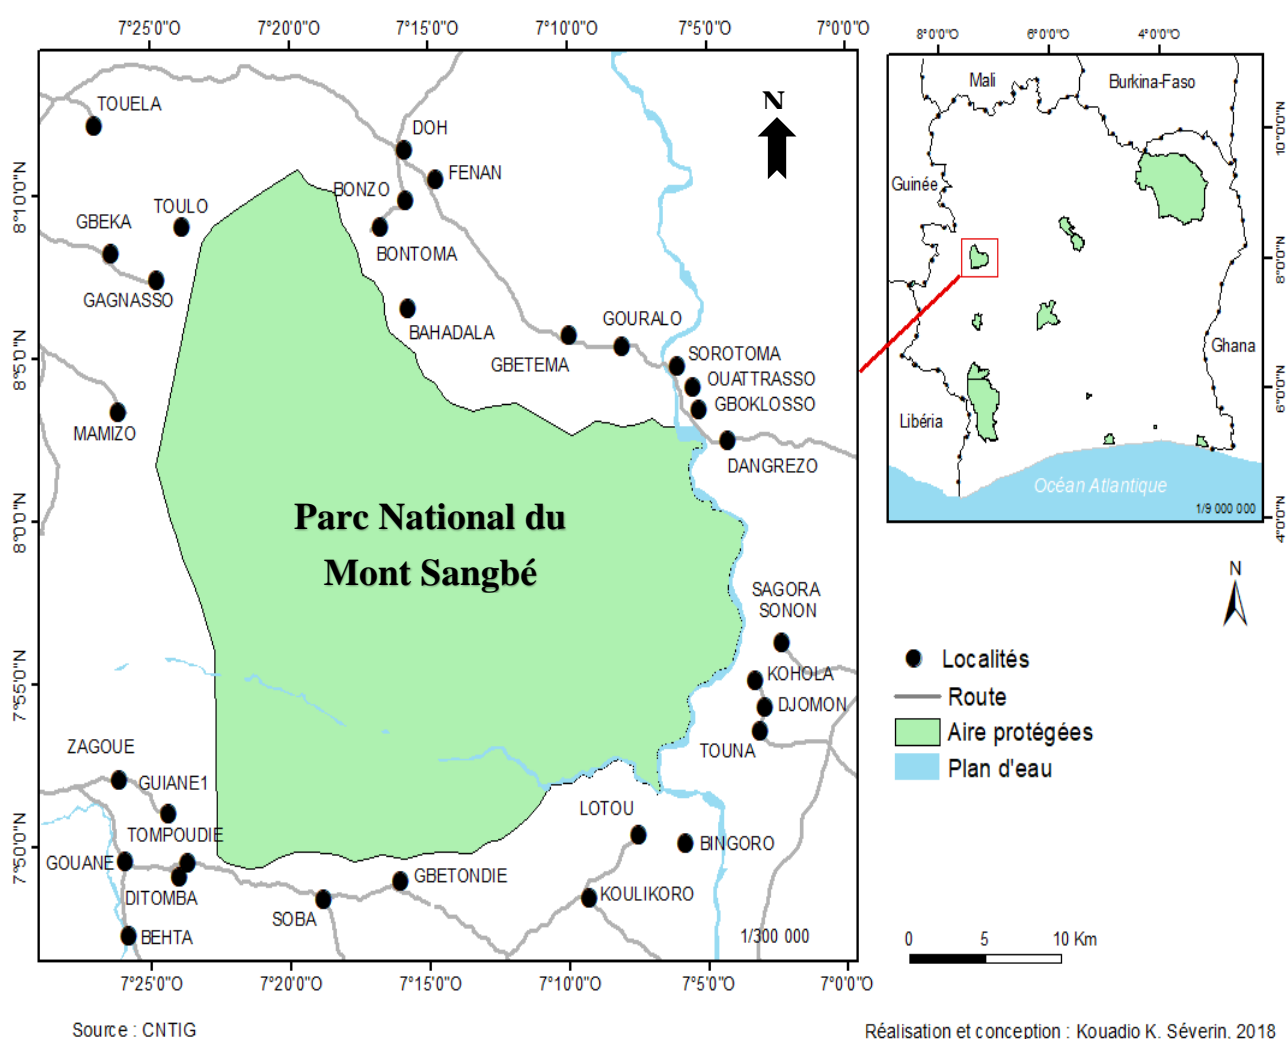 7°25'0"O 7°20'0"O 7°15'0"O 7°10'0"O 7°5'0"O 7°0'0"O
8°10'0"N
8°5'0"N
8°0'0"N
7°55'0"N
7°50'0"N
N
TOUELA
DOH
FENAN
BONZO
TOULO
GBEKA
BONTOMA
GAGNASSO
GOURALO
BAHADALA
GBETEMA
SOROTOMA
OUATTRASSO
GBOKLOSSO
MAMIZO
DANGREZO
Parc National du
Mont Sangbé
SAGORA
SONON
KOHOLA
DJOMON
TOUNA
ZAGOUE
GUIANE1
LOTOU
TOMPOUDIE
BINGORO
GOUANE
GBETONDIE
DITOMBA
KOULIKORO
SOBA
BEHTA
1/300 000
7°25'0"O 7°20'0"O 7°15'0"O 7°10'0"O 7°5'0"O 7°0'0"O
8°0'0"O 6°0'0"O 4°0'0"O
Mali
Burkina-Faso
Guinée
Ghana
Libéria
Océan Atlantique
1/9 000 000
10°0'0"N
8°0'0"N
6°0'0"N
4°0'0"N
N
Localités
Route
Aire protégées
Plan d'eau
0 5 10 Km
Source : CNTIG
Réalisation et conception : Kouadio K. Séverin, 2018